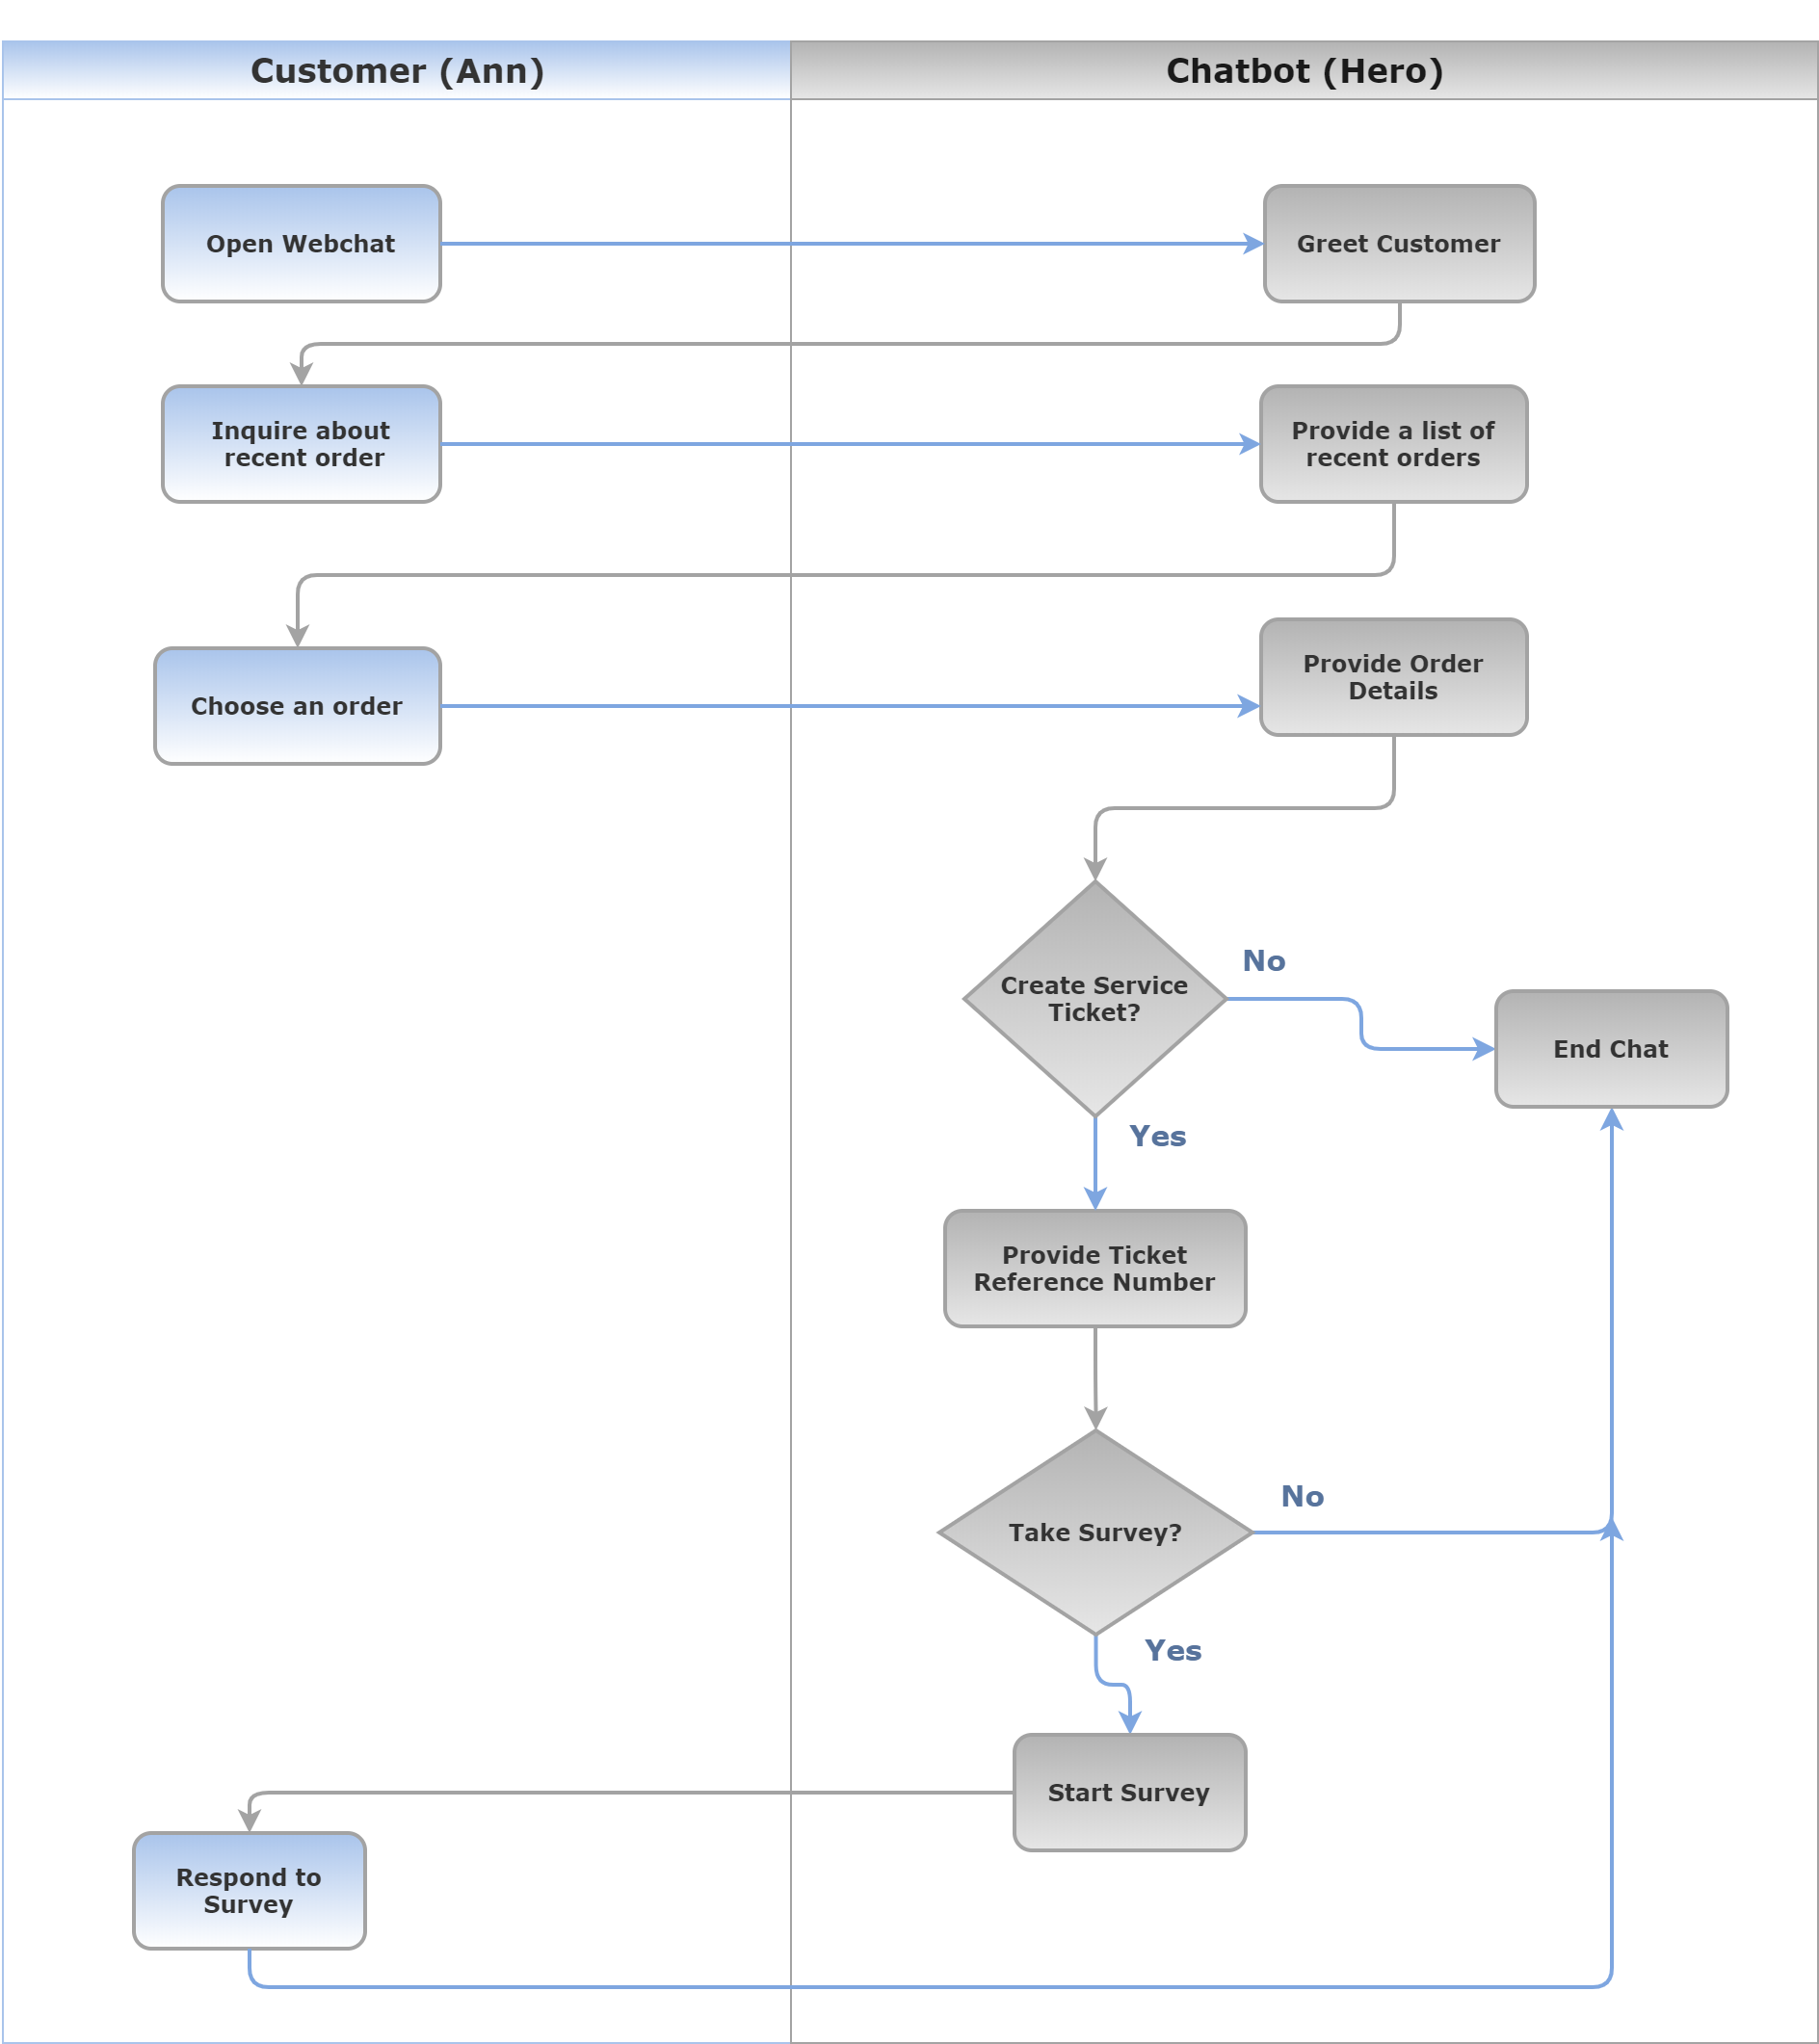 Customer (Ann)
Chatbot (Hero)
Open Webchat
Greet Customer
Inquire about
recent order
Provide a list of
recent orders
Choose an order
Provide Order
Details
Create Service
Ticket?
No
End Chat
Yes
Provide Ticket
Reference Number
Take Survey?
No
Yes
Start Survey
Respond to
Survey